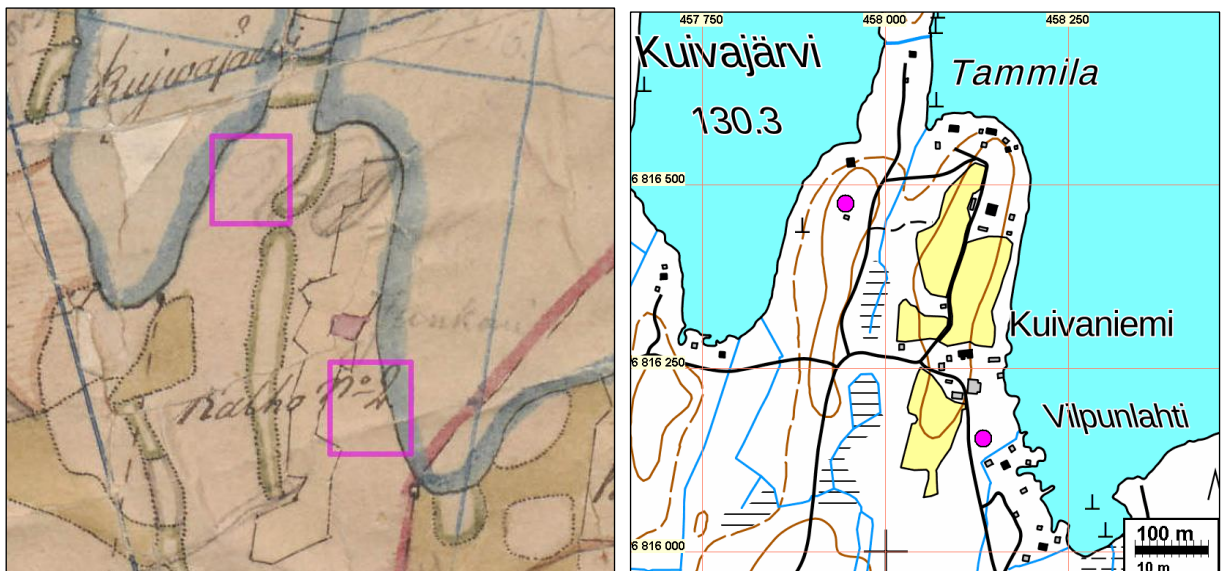 Kuijvajärvi
Kalho
457 750
458 000
458 250
Kuivajärvi
130.3
Tammila
6 816 500
Kuivaniemi
6 816 250
Vilpunlahti
6 816 000
100 m
10 m